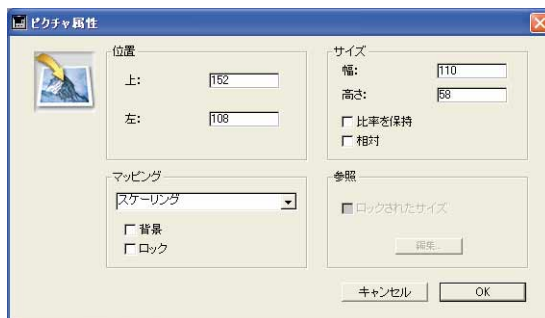 ピクチャ属性
位置
上:
152
左:
108
サイズ
幅:
110
高さ:
58
比率を保持
相対
マッピング
スケーリング
背景
ロック
参照
ロックされたサイズ
編集...
キャンセル
OK